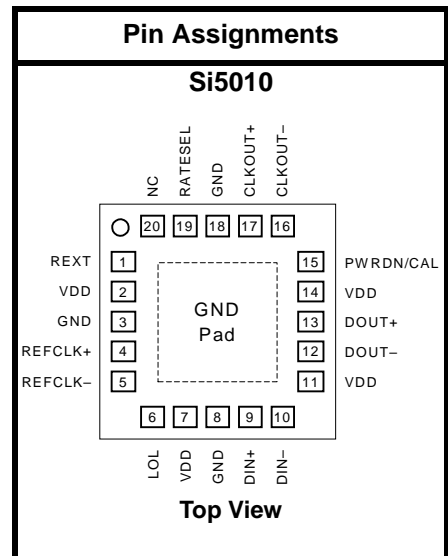 Pin Assignments
Si5010
NC RATESEL GND CLKOUT+ CLKOUT–
20 19 18 17 16
REXT 1 15 PWRDN/CAL
VDD 2 14 VDD
GND 3 13 DOUT+
REFCLK+ 4 12 DOUT–
REFCLK– 5 11 VDD
GND
Pad
6 7 8 9 10
LOL VDD GND DIN+ DIN–
Top View